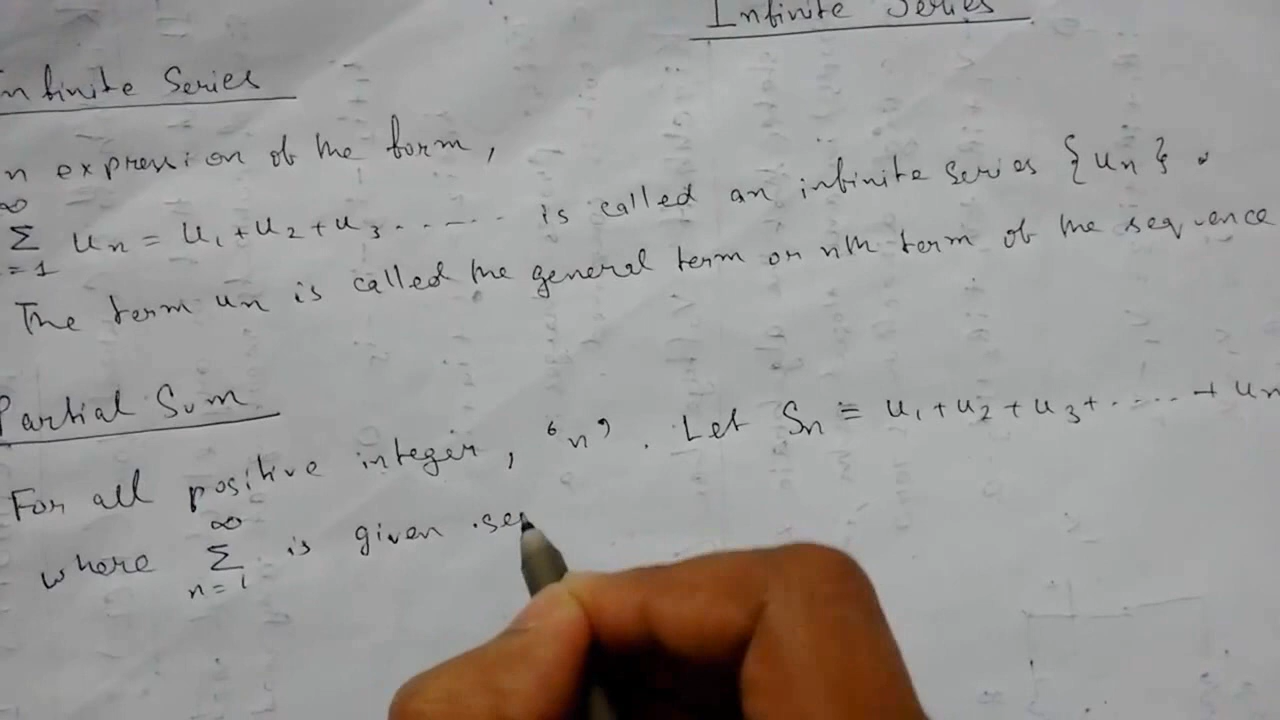 Infinite Series
nfinite Series
n expression of the form,
∞
Σ un = u1 + u2 + u3 ........ is called an infinite series {un}.
= 1
The term un is called the general term or nth term of the sequence
Partial Sum
For all positive integer, 'n'. Let Sn = u1 + u2 + u3 + ..... + un
∞
where Σ is given .se
n = 1